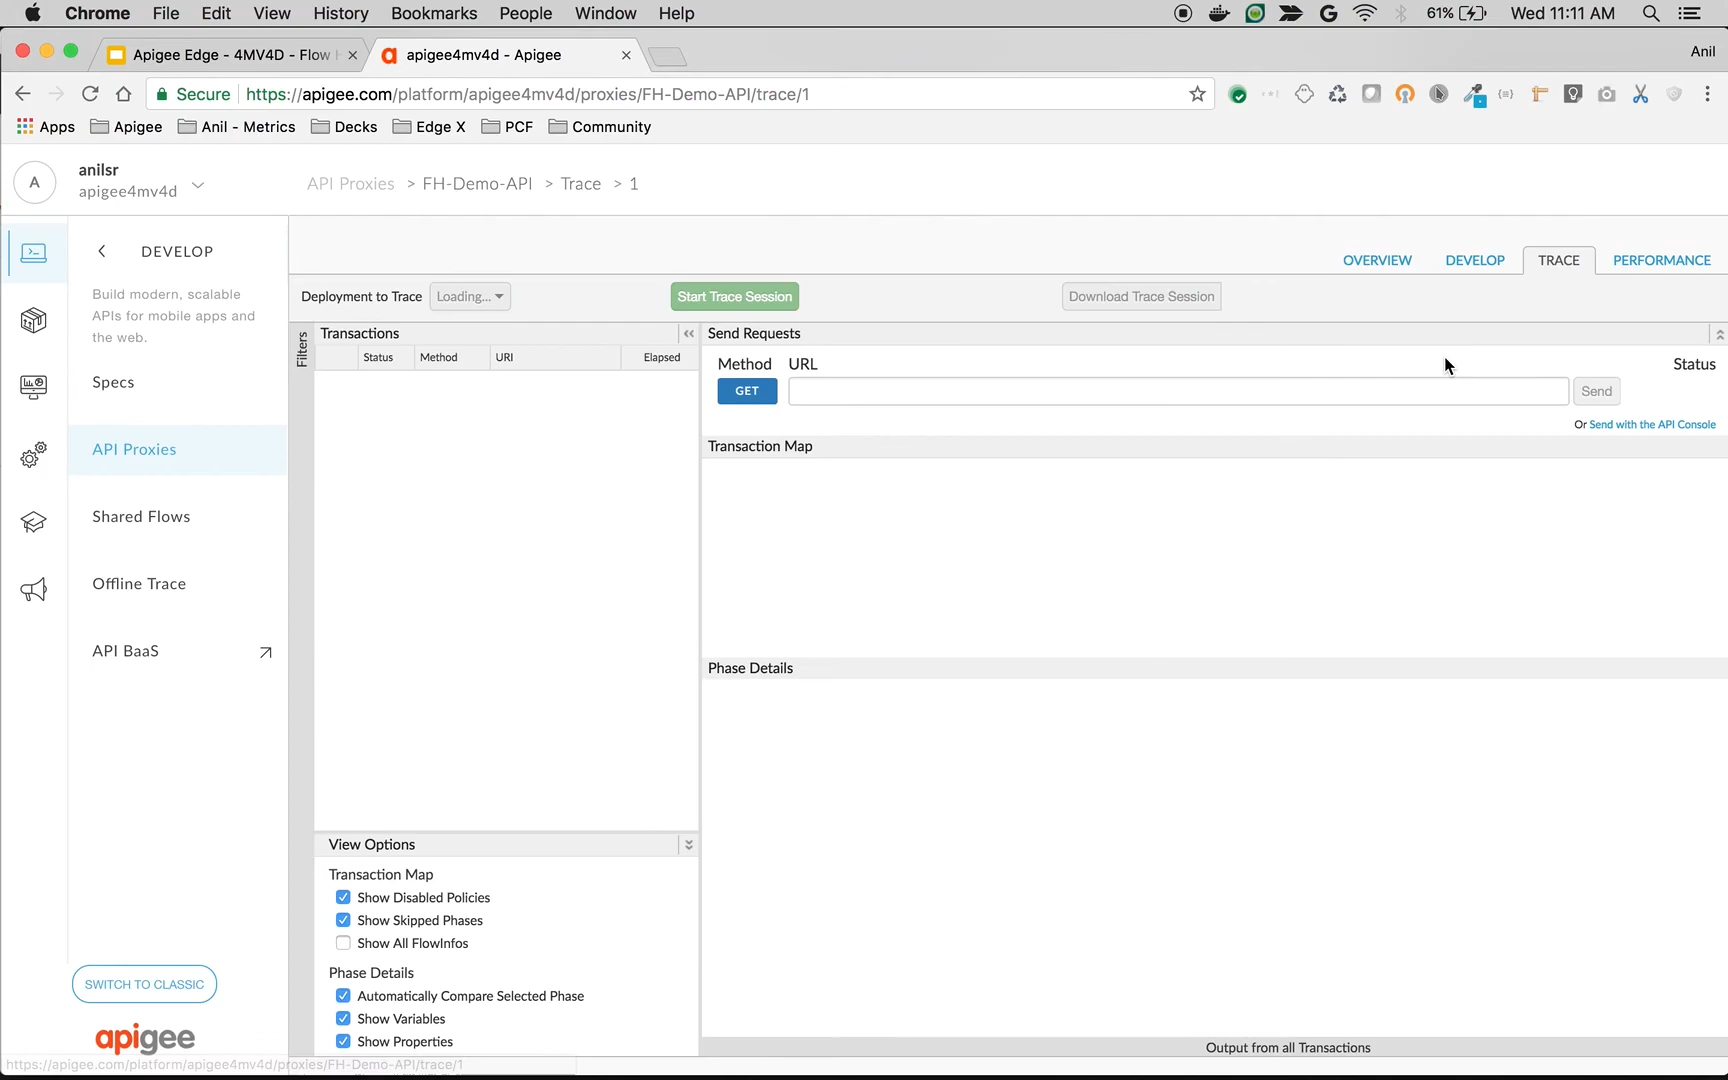 Chrome File Edit View History Bookmarks People Window Help 61% Wed 11:11 AM
Apigee Edge - 4MV4D - Flow
apigee4mv4d - Apigee
Anil
Secure https://apigee.com/platform/apigee4mv4d/proxies/FH-Demo-API/trace/1
Apps Apigee Anil - Metrics Decks Edge X PCF Community
A
anilsr
apigee4mv4d
API Proxies > FH-Demo-API > Trace > 1
DEVELOP
Build modern, scalable
APIs for mobile apps and
the web.
Specs
API Proxies
Shared Flows
Offline Trace
API BaaS
SWITCH TO CLASSIC
apigee
https://apigee.com/platform/apigee4mv4d/proxies/FH-Demo-API/trace/1
OVERVIEW DEVELOP TRACE PERFORMANCE
Deployment to Trace Loading... Start Trace Session Download Trace Session
Filters
Transactions
Status Method URI Elapsed
View Options
Transaction Map
Show Disabled Policies
Show Skipped Phases
Show All FlowInfos
Phase Details
Automatically Compare Selected Phase
Show Variables
Show Properties
Send Requests
Method URL Status
GET Send
Or Send with the API Console
Transaction Map
Phase Details
Output from all Transactions